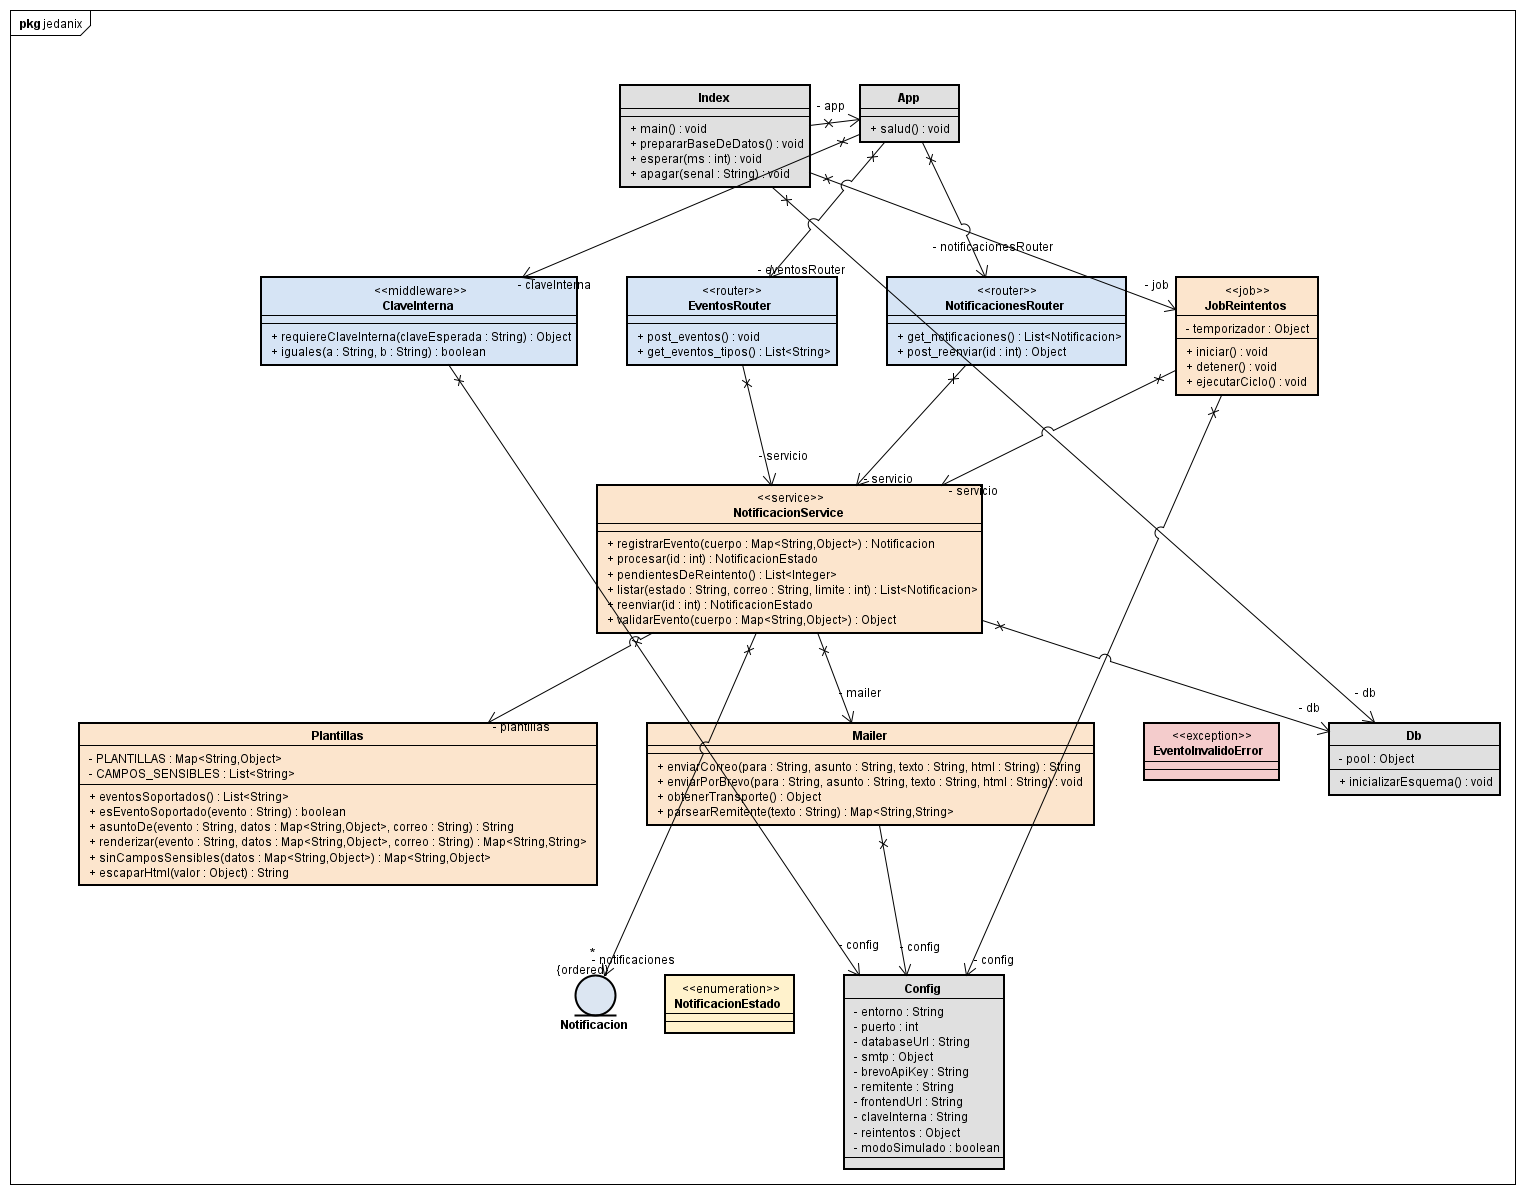 pkg jedanix
Index
+ main() : void
+ prepararBaseDeDatos() : void
+ esperar(ms : int) : void
+ apagar(senal : String) : void
- app
App
+ salud() : void
- claveInterna
- eventosRouter
- notificacionesRouter
- job
<<middleware>>
ClaveInterna
+ requiereClaveInterna(claveEsperada : String) : Object
+ iguales(a : String, b : String) : boolean
<<router>>
EventosRouter
+ post_eventos() : void
+ get_eventos_tipos() : List<String>
<<router>>
NotificacionesRouter
+ get_notificaciones() : List<Notificacion>
+ post_reenviar(id : int) : Object
<<job>>
JobReintentos
- temporizador : Object
+ iniciar() : void
+ detener() : void
+ ejecutarCiclo() : void
- servicio
- servicio
- servicio
<<service>>
NotificacionService
+ registrarEvento(cuerpo : Map<String,Object>) : Notificacion
+ procesar(id : int) : NotificacionEstado
+ pendientesDeReintento() : List<Integer>
+ listar(estado : String, correo : String, limite : int) : List<Notificacion>
+ reenviar(id : int) : NotificacionEstado
+ validarEvento(cuerpo : Map<String,Object>) : Object
- plantillas
- mailer
- db
- db
Plantillas
- PLANTILLAS : Map<String,Object>
- CAMPOS_SENSIBLES : List<String>
+ eventosSoportados() : List<String>
+ esEventoSoportado(evento : String) : boolean
+ asuntoDe(evento : String, datos : Map<String,Object>, correo : String) : String
+ renderizar(evento : String, datos : Map<String,Object>, correo : String) : Map<String,String>
+ sinCamposSensibles(datos : Map<String,Object>) : Map<String,Object>
+ escaparHtml(valor : Object) : String
Mailer
+ enviarCorreo(para : String, asunto : String, texto : String, html : String) : String
+ enviarPorBrevo(para : String, asunto : String, texto : String, html : String) : void
+ obtenerTransporte() : Object
+ parsearRemitente(texto : String) : Map<String,String>
<<exception>>
EventoInvalidoError
Db
- pool : Object
+ inicializarEsquema() : void
*
- notificaciones
{ordered}
Notificacion
<<enumeration>>
NotificacionEstado
- config
- config
- config
Config
- entorno : String
- puerto : int
- databaseUrl : String
- smtp : Object
- brevoApiKey : String
- remitente : String
- frontendUrl : String
- claveInterna : String
- reintentos : Object
- modoSimulado : boolean